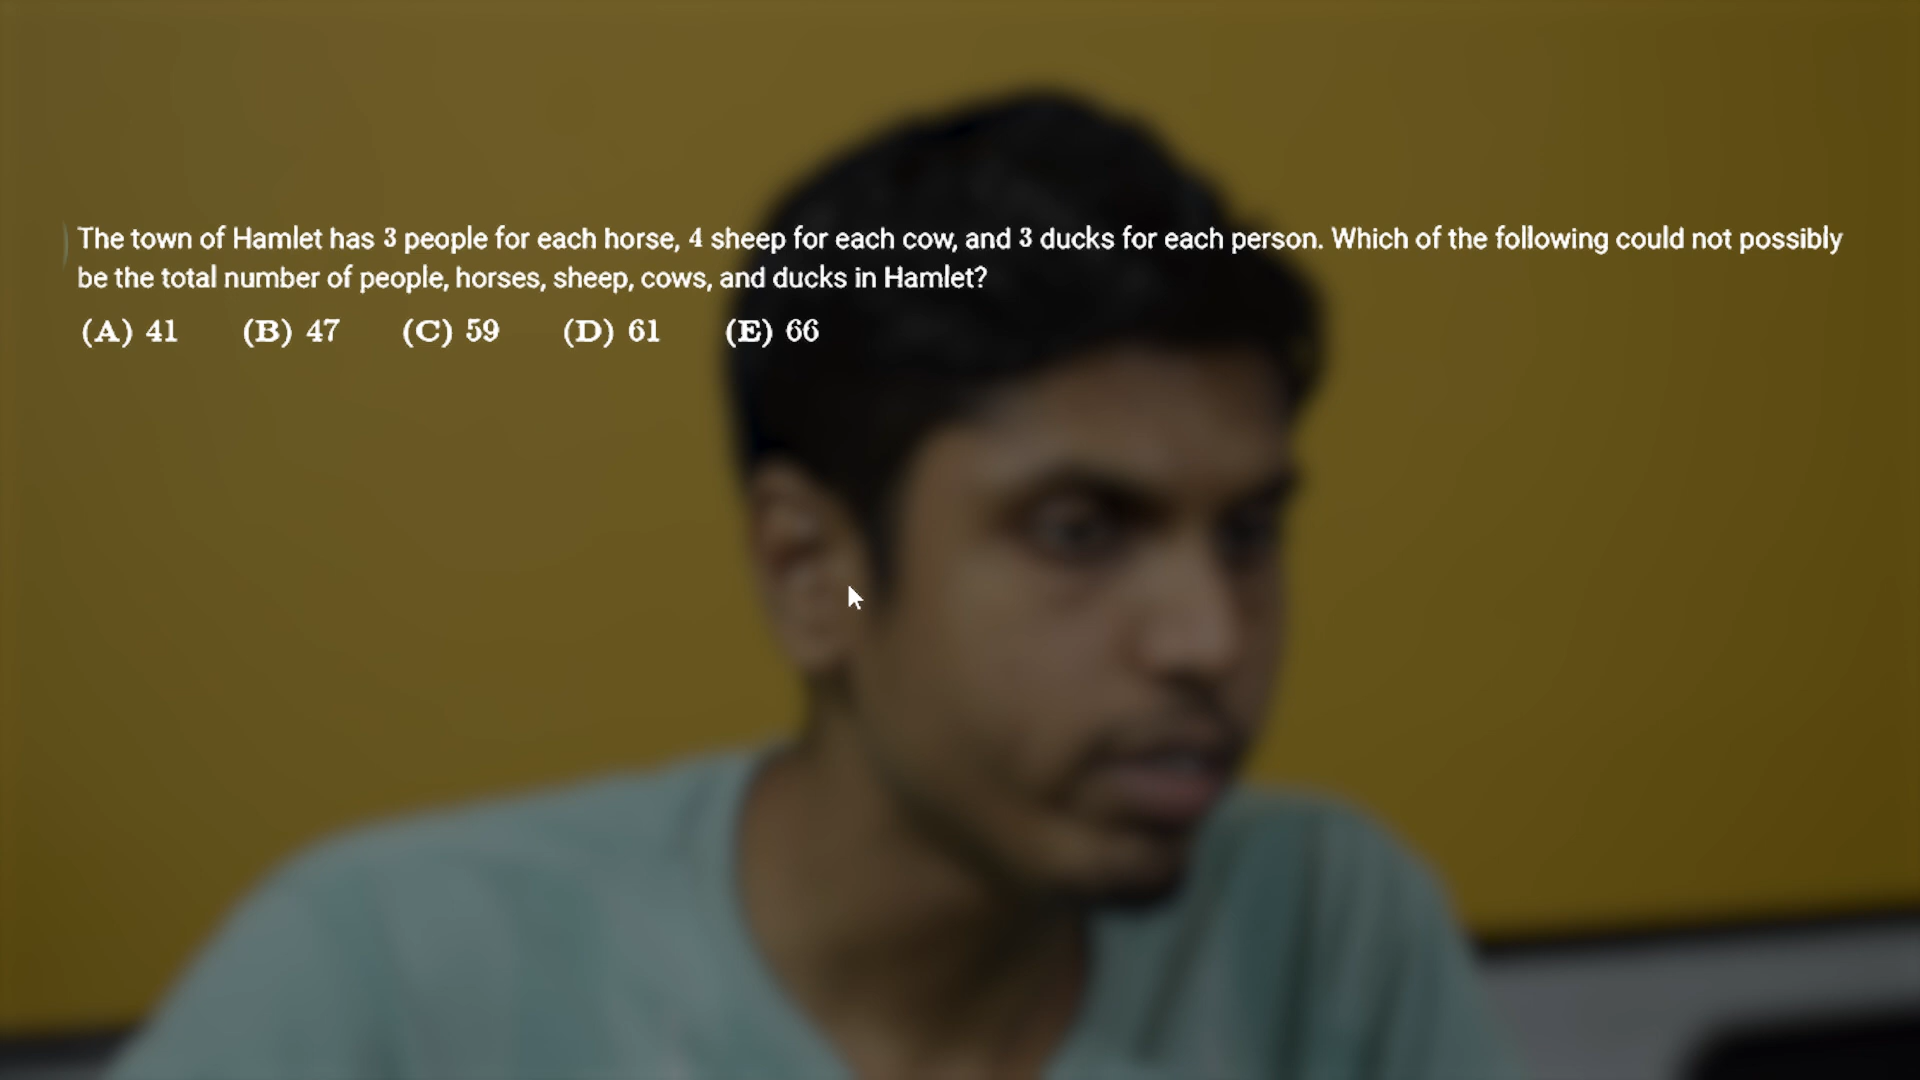 The town of Hamlet has 3 people for each horse, 4 sheep for each cow, and 3 ducks for each person. Which of the following could not possibly
be the total number of people, horses, sheep, cows, and ducks in Hamlet?
(A) 41 (B) 47 (C) 59 (D) 61 (E) 66